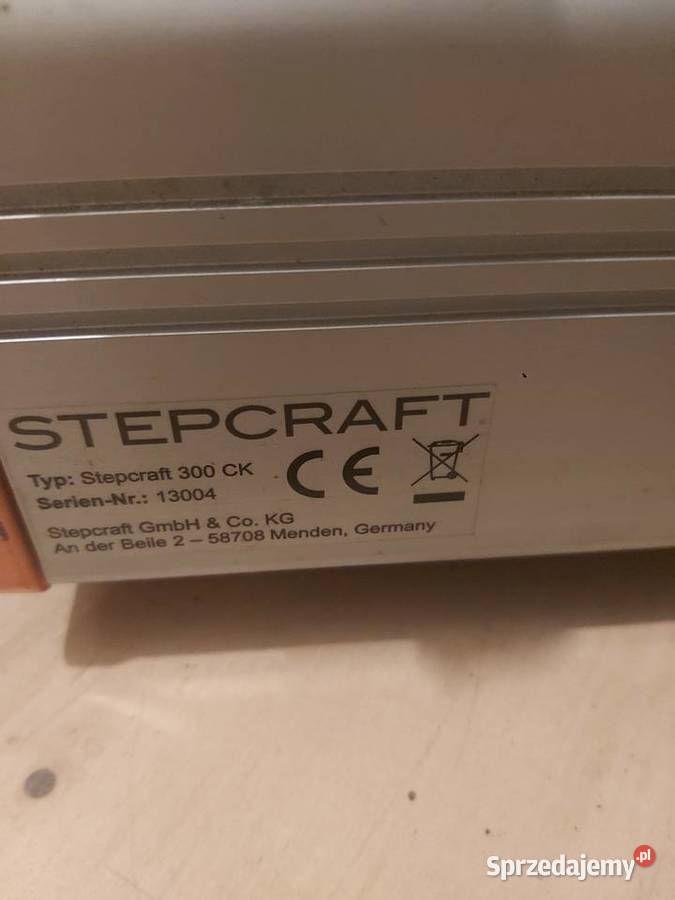 STEPCRAFT
Typ: Stepcraft 300 CK
Serien-Nr.: 13004
CE
Stepcraft GmbH & Co. KG
An der Beile 2 – 58708 Menden, Germany
Sprzedajemy.pl